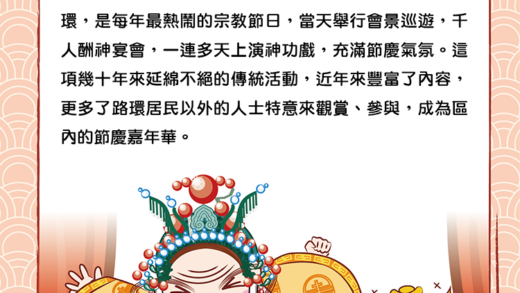 環，是每年最熱鬧的宗教節日，當天舉行會景巡遊，千
人酬神宴會，一連多天上演神功戲，充滿節慶氣氛。這
項幾十年來延綿不絕的傳統活動，近年來豐富了內容，
更多了路環居民以外的人士特意來觀賞、參與，成為區
內的節慶嘉年華。